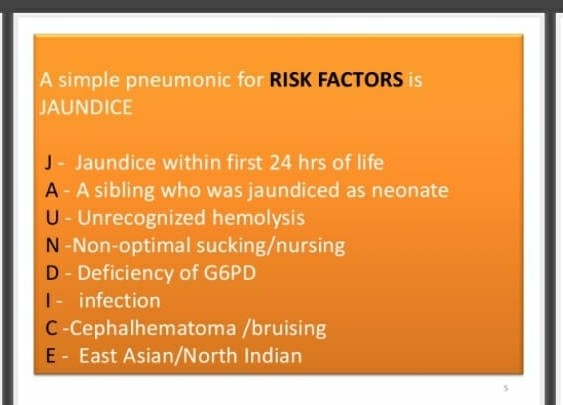 A simple pneumonic for RISK FACTORS is
JAUNDICE
J - Jaundice within first 24 hrs of life
A - A sibling who was jaundiced as neonate
U - Unrecognized hemolysis
N -Non-optimal sucking/nursing
D - Deficiency of G6PD
I - infection
C -Cephalhematoma /bruising
E - East Asian/North Indian
5